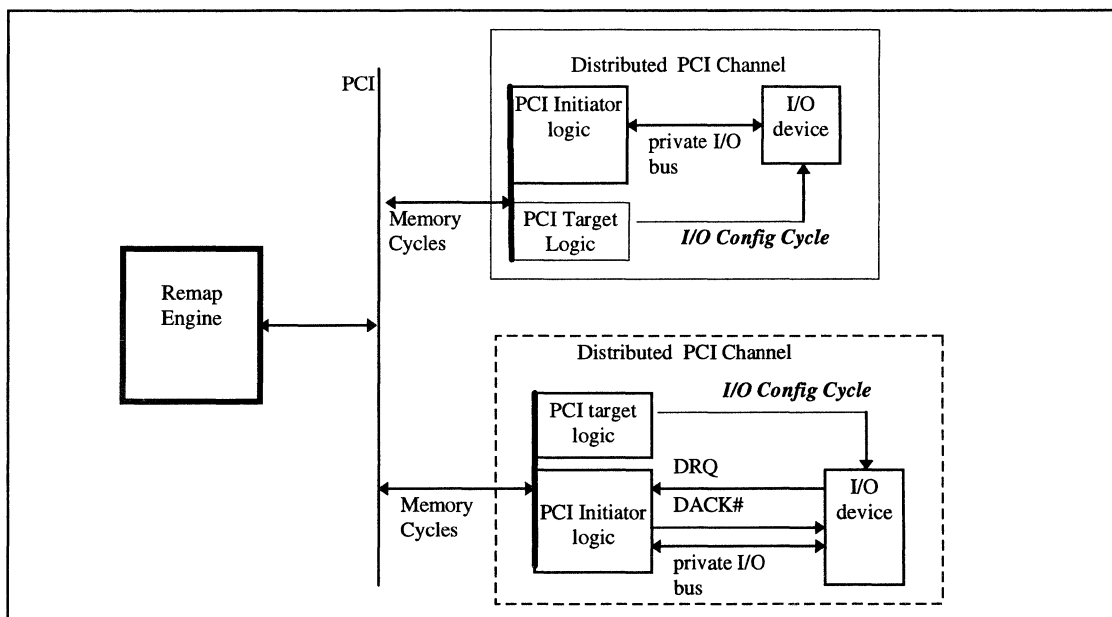 PCI
Distributed PCI Channel
PCI Initiator
logic
I/O
device
private I/O
bus
Memory
Cycles
PCI Target
Logic
I/O Config Cycle
Remap
Engine
Distributed PCI Channel
I/O Config Cycle
PCI target
logic
DRQ
DACK#
I/O
device
Memory
Cycles
PCI Initiator
logic
private I/O
bus